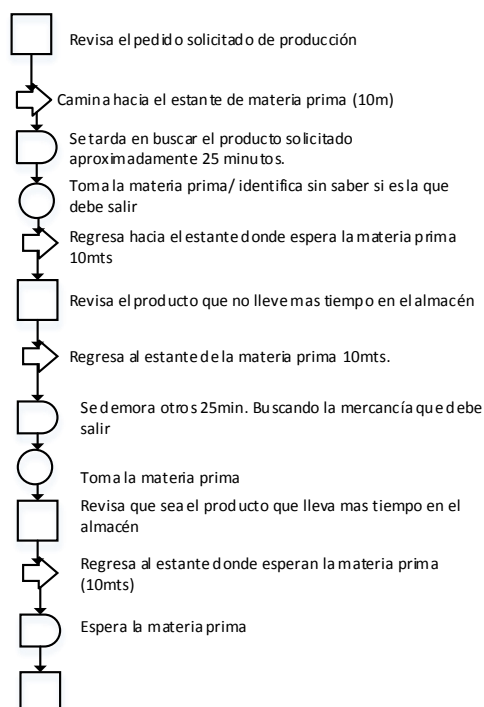 Revisa el pedido solicitado de producción
Camina hacia el estante de materia prima (10m)
Se tarda en buscar el producto solicitado
aproximadamente 25 minutos.
Toma la materia prima/ identifica sin saber si es la que
debe salir
Regresa hacia el estante donde espera la materia prima
10mts
Revisa el producto que no lleve mas tiempo en el almacén
Regresa al estante de la materia prima 10mts.
Se demora otros 25min. Buscando la mercancía que debe
salir
Toma la materia prima
Revisa que sea el producto que lleva mas tiempo en el
almacén
Regresa al estante donde esperan la materia prima
(10mts)
Espera la materia prima